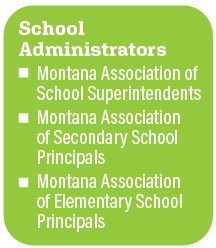 School
Administrators
Montana Association of
School Superintendents
Montana Association
of Secondary School
Principals
Montana Association
of Elementary School
Principals